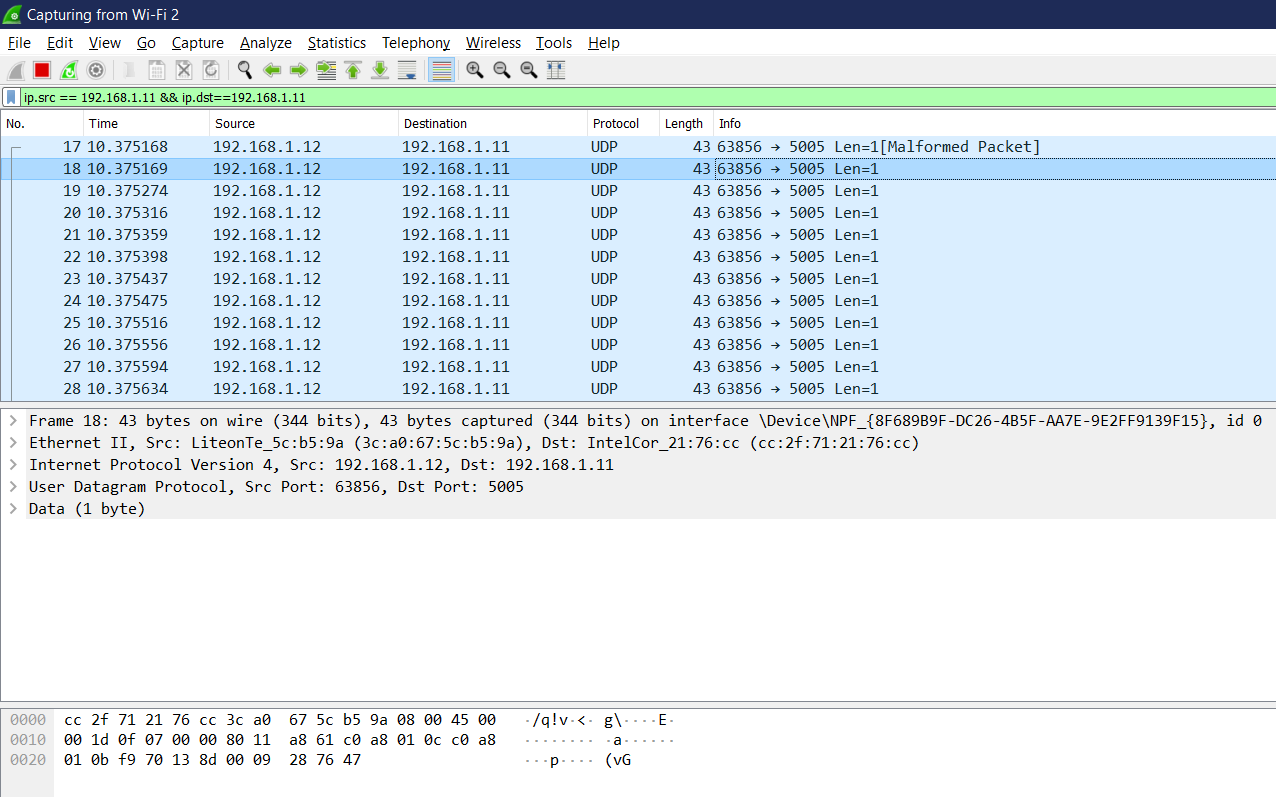 Capturing from Wi-Fi 2
File Edit View Go Capture Analyze Statistics Telephony Wireless Tools Help
ip.src == 192.168.1.11 && ip.dst==192.168.1.11
No. Time Source Destination Protocol Length Info
17 10.375168 192.168.1.12 192.168.1.11 UDP 43 63856 → 5005 Len=1[Malformed Packet]
18 10.375169 192.168.1.12 192.168.1.11 UDP 43 63856 → 5005 Len=1
19 10.375274 192.168.1.12 192.168.1.11 UDP 43 63856 → 5005 Len=1
20 10.375316 192.168.1.12 192.168.1.11 UDP 43 63856 → 5005 Len=1
21 10.375359 192.168.1.12 192.168.1.11 UDP 43 63856 → 5005 Len=1
22 10.375398 192.168.1.12 192.168.1.11 UDP 43 63856 → 5005 Len=1
23 10.375437 192.168.1.12 192.168.1.11 UDP 43 63856 → 5005 Len=1
24 10.375475 192.168.1.12 192.168.1.11 UDP 43 63856 → 5005 Len=1
25 10.375516 192.168.1.12 192.168.1.11 UDP 43 63856 → 5005 Len=1
26 10.375556 192.168.1.12 192.168.1.11 UDP 43 63856 → 5005 Len=1
27 10.375594 192.168.1.12 192.168.1.11 UDP 43 63856 → 5005 Len=1
28 10.375634 192.168.1.12 192.168.1.11 UDP 43 63856 → 5005 Len=1
Frame 18: 43 bytes on wire (344 bits), 43 bytes captured (344 bits) on interface \Device\NPF_{8F689B9F-DC26-4B5F-AA7E-9E2FF9139F15}, id 0
Ethernet II, Src: LiteonTe_5c:b5:9a (3c:a0:67:5c:b5:9a), Dst: IntelCor_21:76:cc (cc:2f:71:21:76:cc)
Internet Protocol Version 4, Src: 192.168.1.12, Dst: 192.168.1.11
User Datagram Protocol, Src Port: 63856, Dst Port: 5005
Data (1 byte)
0000 cc 2f 71 21 76 cc 3c a0 67 5c b5 9a 08 00 45 00 ·/q!v·<· g\····E·
0010 00 1d 0f 07 00 00 80 11 a8 61 c0 a8 01 0c c0 a8 ········ ·a······
0020 01 0b f9 70 13 8d 00 09 28 76 47 ···p···· (vG